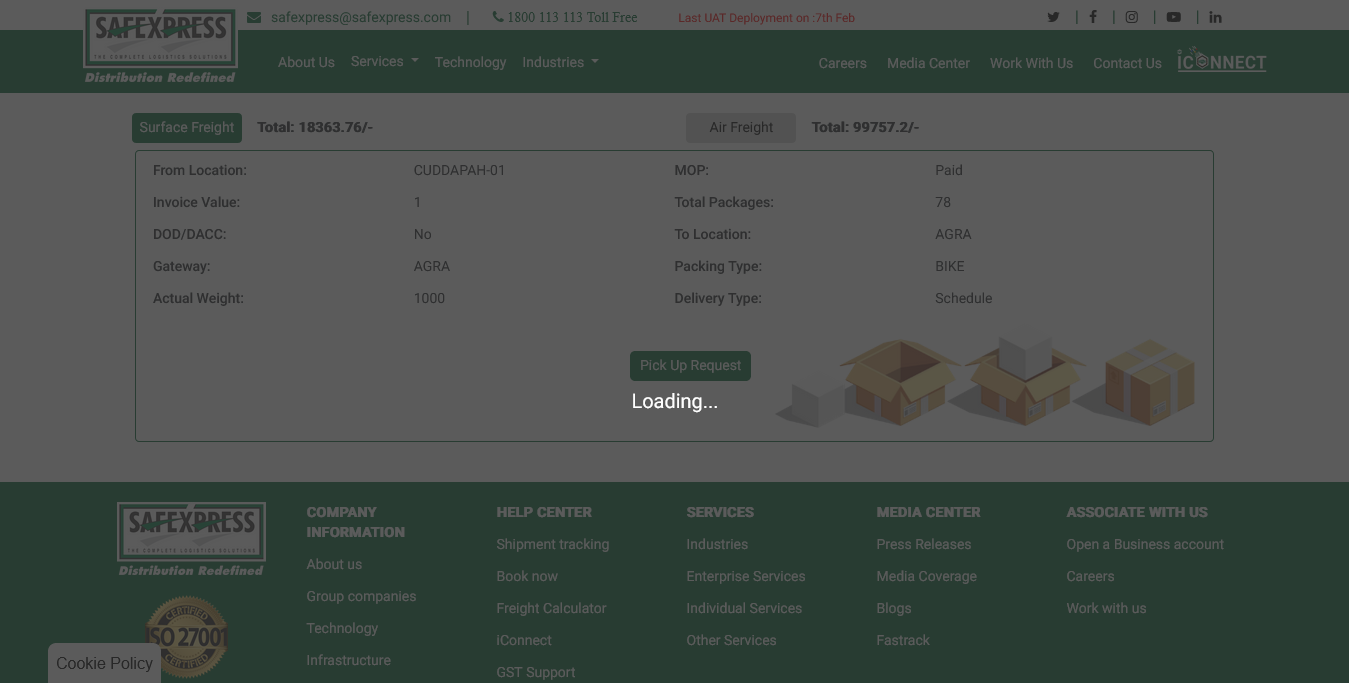 safexpress@safexpress.com | 1800 113 113 Toll Free Last UAT Deployment on :7th Feb
SAFEXPRESS
THE COMPLETE LOGISTICS SOLUTIONS
Distribution Redefined
About Us Services Technology Industries Careers Media Center Work With Us Contact Us iCONNECT
Surface Freight Total: 18363.76/- Air Freight Total: 99757.2/-
From Location: CUDDAPAH-01 MOP: Paid
Invoice Value: 1 Total Packages: 78
DOD/DACC: No To Location: AGRA
Gateway: AGRA Packing Type: BIKE
Actual Weight: 1000 Delivery Type: Schedule
Pick Up Request
Loading...
SAFEXPRESS
THE COMPLETE LOGISTICS SOLUTIONS
Distribution Redefined
CERTIFIED
ISO 27001
CERTIFIED
Cookie Policy
COMPANY
INFORMATION
About us
Group companies
Technology
Infrastructure
HELP CENTER
Shipment tracking
Book now
Freight Calculator
iConnect
GST Support
SERVICES
Industries
Enterprise Services
Individual Services
Other Services
MEDIA CENTER
Press Releases
Media Coverage
Blogs
Fastrack
ASSOCIATE WITH US
Open a Business account
Careers
Work with us